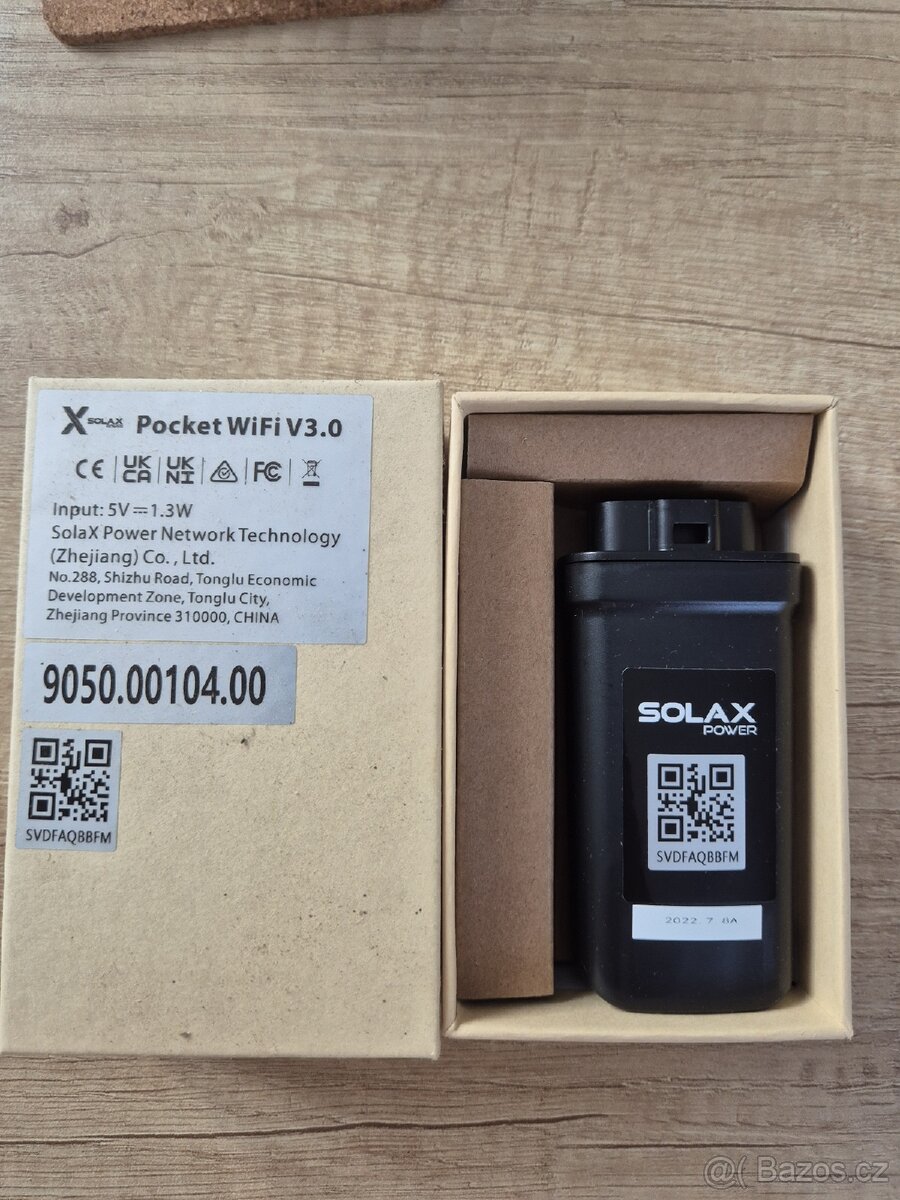 X SOLAX Pocket WiFi V3.0
CE UK CA UK NI FC
Input: 5V⎓1.3W
SolaX Power Network Technology
(Zhejiang) Co., Ltd.
No.288, Shizhu Road, Tonglu Economic
Development Zone, Tonglu City,
Zhejiang Province 310000, CHINA
9050.00104.00
SVDFAQBBFM
SOLAX
POWER
SVDFAQBBFM
2022. 7 8A
@( Bazos.cz